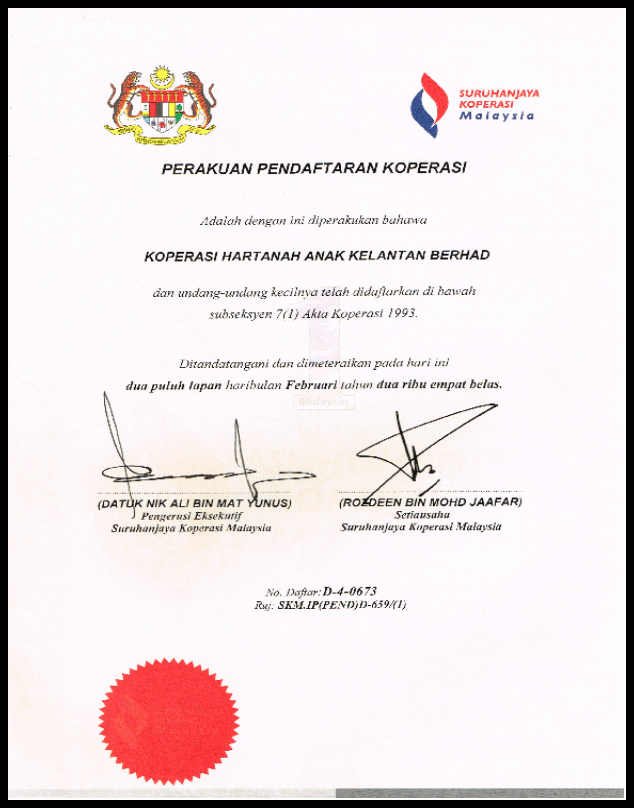 SURUHANJAYA
KOPERASI
Malaysia
PERAKUAN PENDAFTARAN KOPERASI
Adalah dengan ini diperakukan bahawa
KOPERASI HARTANAH ANAK KELANTAN BERHAD
dan undang-undang kecilnya telah didaftarkan di bawah
subseksyen 7(1) Akta Koperasi 1993.
Ditandatangani dan dimeteraikan pada hari ini
dua puluh lapan haribulan Februari tahun dua ribu empat belas.
Malaysia
(DATUK NIK ALI BIN MAT YUNUS)
Pengerusi Eksekutif
Suruhanjaya Koperasi Malaysia
(ROZDEEN BIN MOHD JAAFAR)
Setiausaha
Suruhanjaya Koperasi Malaysia
No. Daftar: D-4-0673
Ruj: SKM.IP(PEND)D-659/(1)